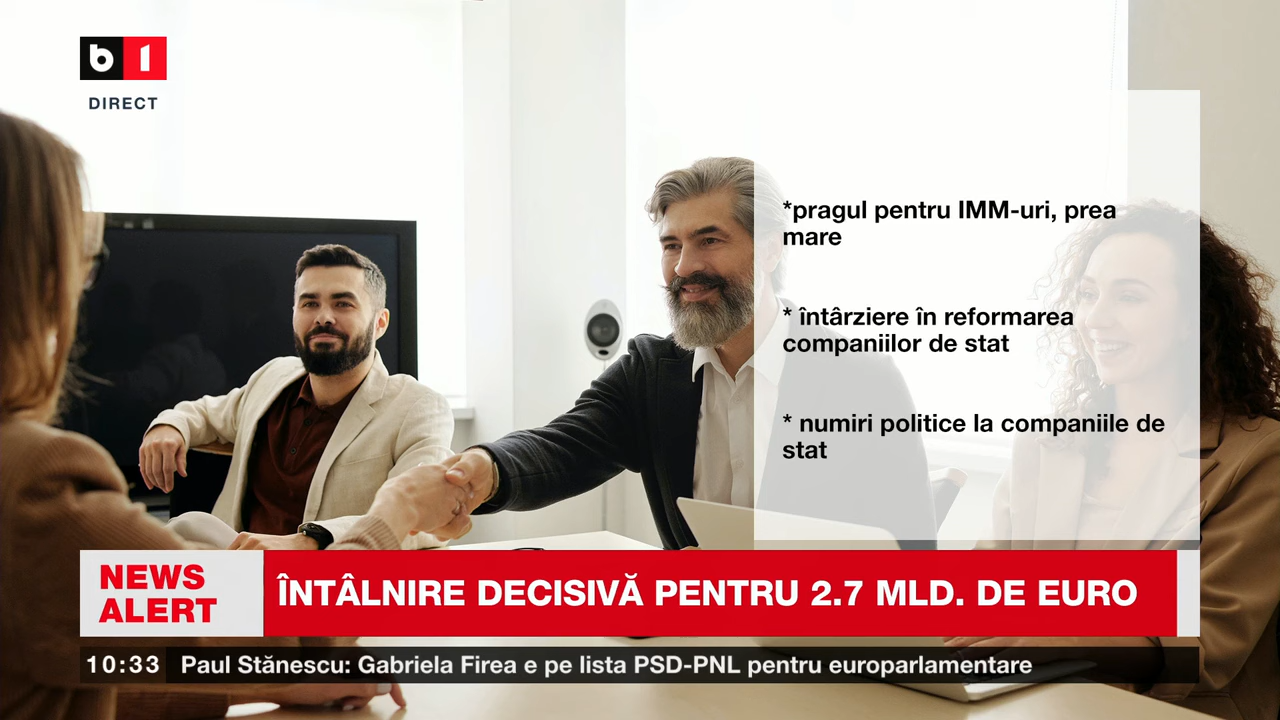 b1
DIRECT
*pragul pentru IMM-uri, prea
mare
* întârziere în reformarea
companiilor de stat
* numiri politice la companiile de
stat
NEWS
ALERT
ÎNTÂLNIRE DECISIVĂ PENTRU 2.7 MLD. DE EURO
10:33 Paul Stănescu: Gabriela Firea e pe lista PSD-PNL pentru europarlamentare